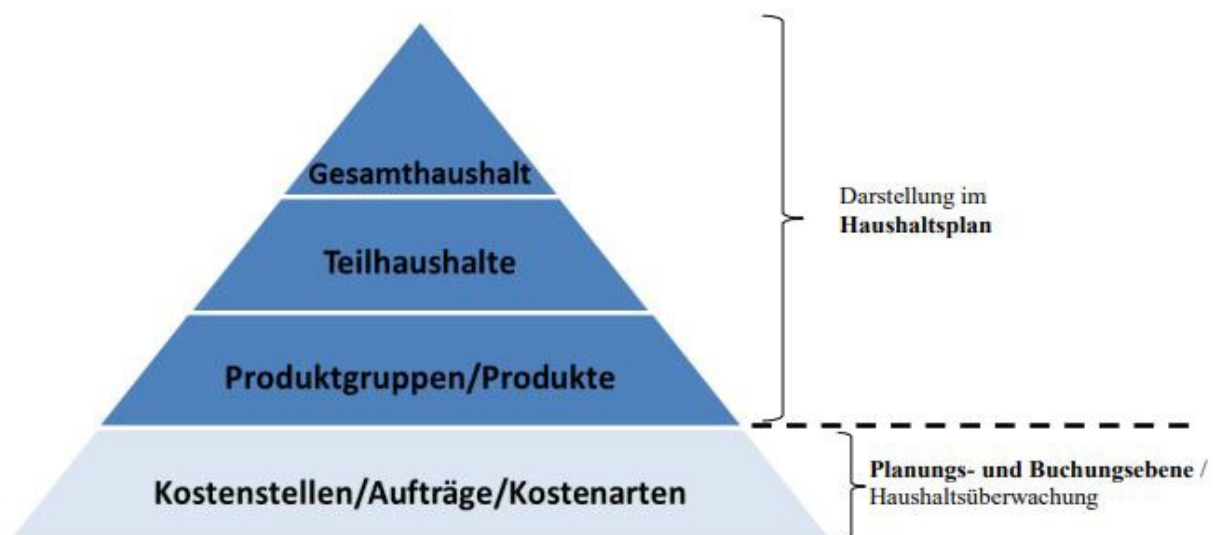 Gesamthaushalt
Darstellung im
Haushaltsplan
Teilhaushalte
Produktgruppen/Produkte
Kostenstellen/Aufträge/Kostenarten
Planungs- und Buchungsebene /
Haushaltsüberwachung